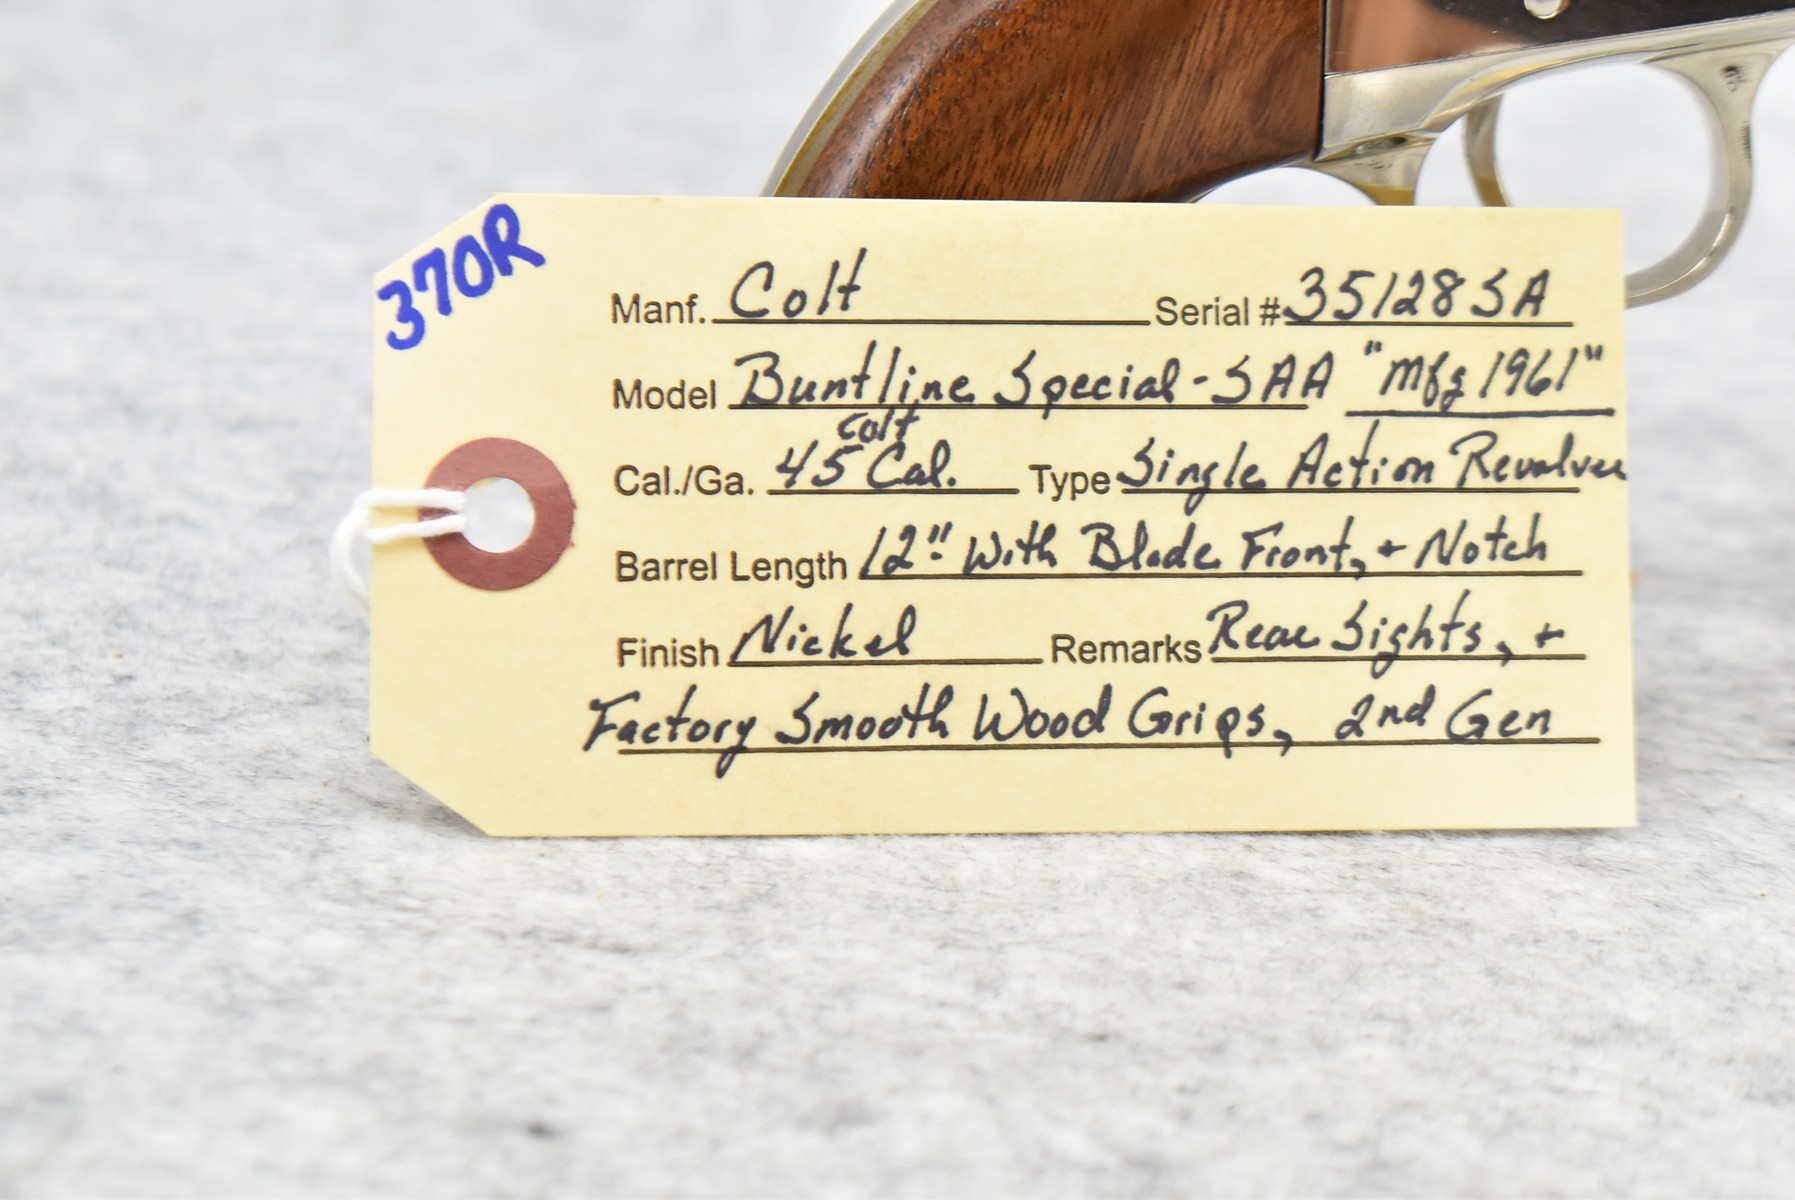 370R
Manf. Colt Serial # 35128SA
Model Buntline Special - SAA "Mfg 1961"
Colt
Cal./Ga. 45 Cal. Type Single Action Revolver
Barrel Length 12" With Blade Front, + Notch
Finish Nickel Remarks Rear Sights, +
Factory Smooth Wood Grips, 2nd Gen